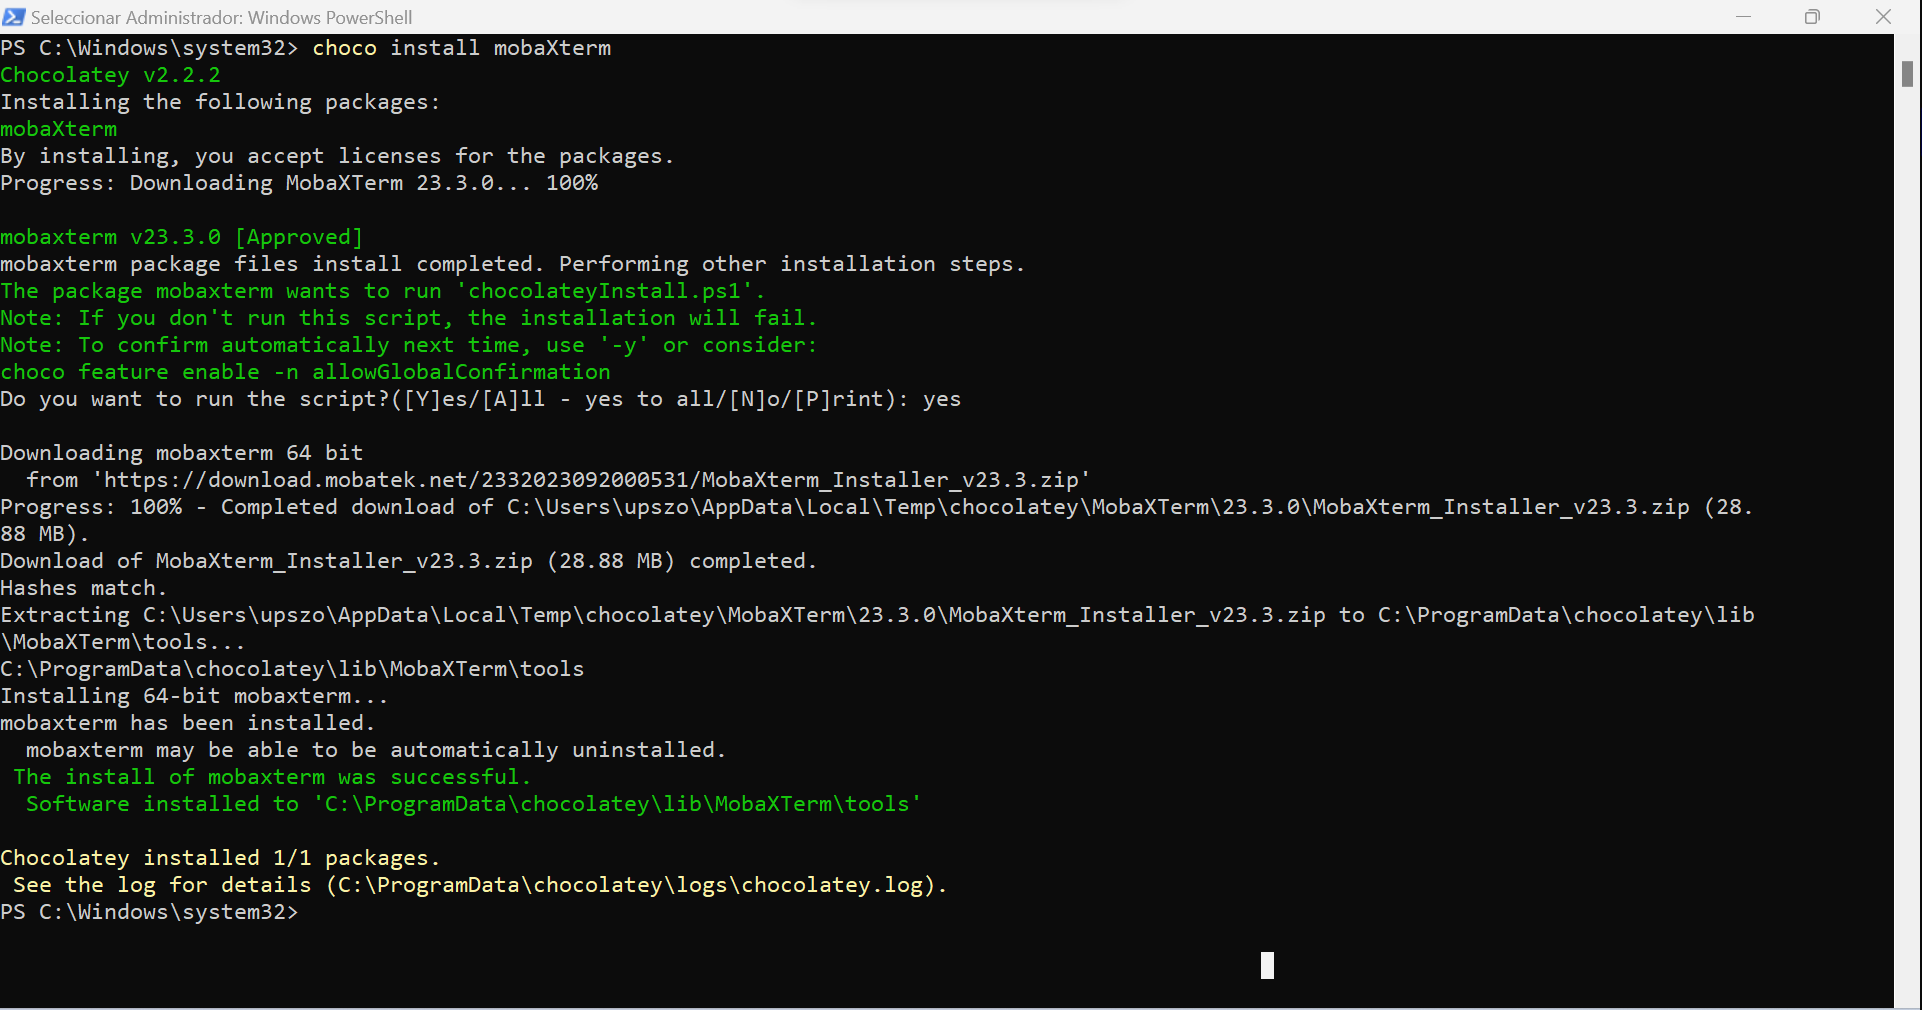 Seleccionar Administrador: Windows PowerShell
PS C:\Windows\system32> choco install mobaXterm
Chocolatey v2.2.2
Installing the following packages:
mobaXterm
By installing, you accept licenses for the packages.
Progress: Downloading MobaXTerm 23.3.0... 100%
mobaxterm v23.3.0 [Approved]
mobaxterm package files install completed. Performing other installation steps.
The package mobaxterm wants to run 'chocolateyInstall.ps1'.
Note: If you don't run this script, the installation will fail.
Note: To confirm automatically next time, use '-y' or consider:
choco feature enable -n allowGlobalConfirmation
Do you want to run the script?([Y]es/[A]ll - yes to all/[N]o/[P]rint): yes
Downloading mobaxterm 64 bit
  from 'https://download.mobatek.net/2332023092000531/MobaXterm_Installer_v23.3.zip'
Progress: 100% - Completed download of C:\Users\upszo\AppData\Local\Temp\chocolatey\MobaXTerm\23.3.0\MobaXterm_Installer_v23.3.zip (28.
88 MB).
Download of MobaXterm_Installer_v23.3.zip (28.88 MB) completed.
Hashes match.
Extracting C:\Users\upszo\AppData\Local\Temp\chocolatey\MobaXTerm\23.3.0\MobaXterm_Installer_v23.3.zip to C:\ProgramData\chocolatey\lib
\MobaXTerm\tools...
C:\ProgramData\chocolatey\lib\MobaXTerm\tools
Installing 64-bit mobaxterm...
mobaxterm has been installed.
  mobaxterm may be able to be automatically uninstalled.
 The install of mobaxterm was successful.
  Software installed to 'C:\ProgramData\chocolatey\lib\MobaXTerm\tools'
Chocolatey installed 1/1 packages.
 See the log for details (C:\ProgramData\chocolatey\logs\chocolatey.log).
PS C:\Windows\system32>